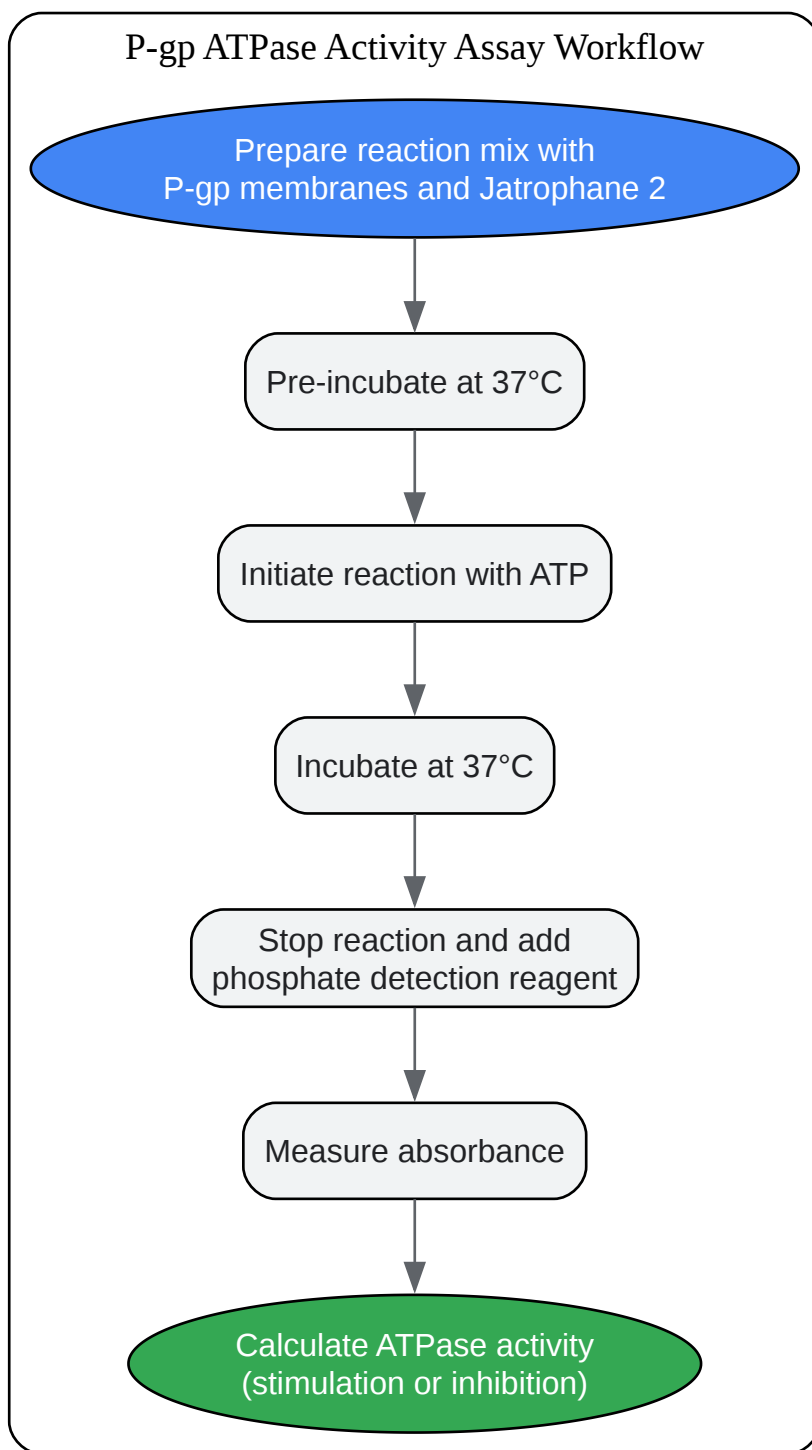 P-gp ATPase Activity Assay Workflow
Prepare reaction mix with
P-gp membranes and Jatrophane 2
Pre-incubate at 37°C
Initiate reaction with ATP
Incubate at 37°C
Stop reaction and add
phosphate detection reagent
Measure absorbance
Calculate ATPase activity
(stimulation or inhibition)